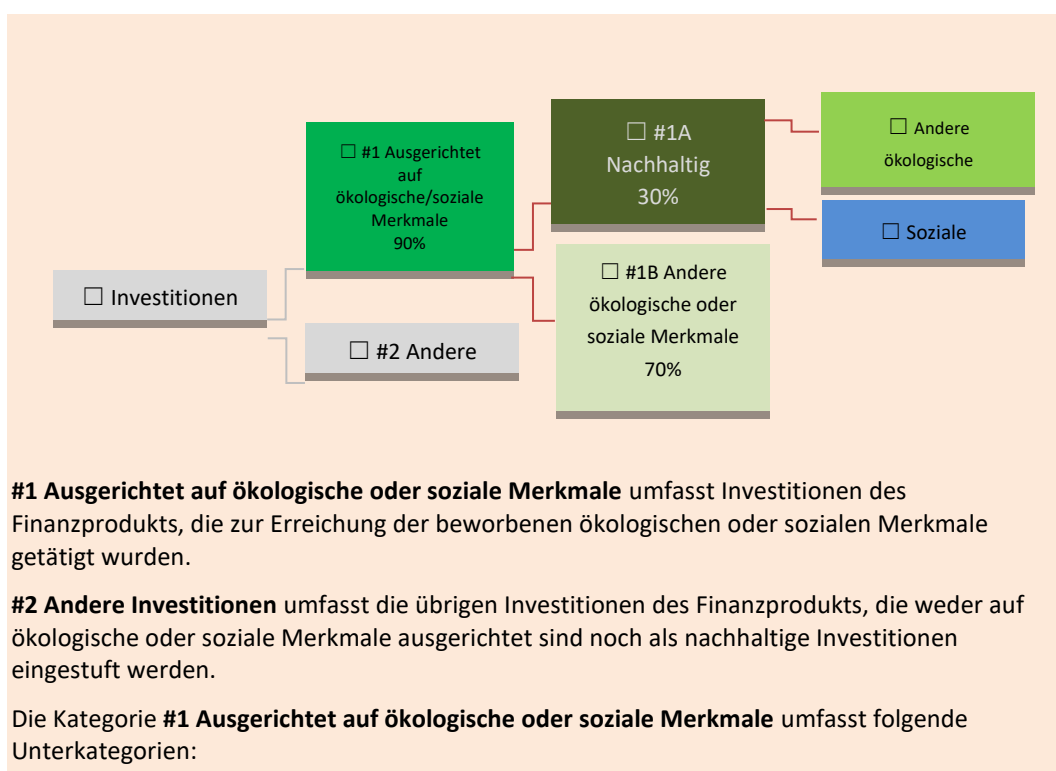 ☐ Investitionen
☐ #1 Ausgerichtet
auf
ökologische/soziale
Merkmale
90%
☐ #2 Andere
☐ #1A
Nachhaltig
30%
☐ #1B Andere
ökologische oder
soziale Merkmale
70%
☐ Andere
ökologische
☐ Soziale
#1 Ausgerichtet auf ökologische oder soziale Merkmale umfasst Investitionen des
Finanzprodukts, die zur Erreichung der beworbenen ökologischen oder sozialen Merkmale
getätigt wurden.
#2 Andere Investitionen umfasst die übrigen Investitionen des Finanzprodukts, die weder auf
ökologische oder soziale Merkmale ausgerichtet sind noch als nachhaltige Investitionen
eingestuft werden.
Die Kategorie #1 Ausgerichtet auf ökologische oder soziale Merkmale umfasst folgende
Unterkategorien: